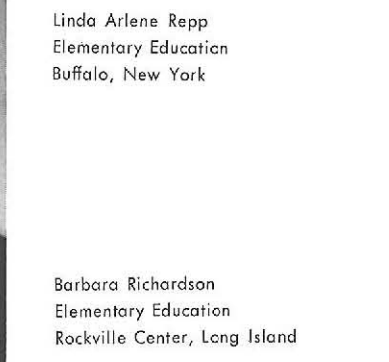 Linda Arlene Repp
Elementary Education
Buffalo, New York
Barbara Richardson
Elementary Education
Rockville Center, Long Island